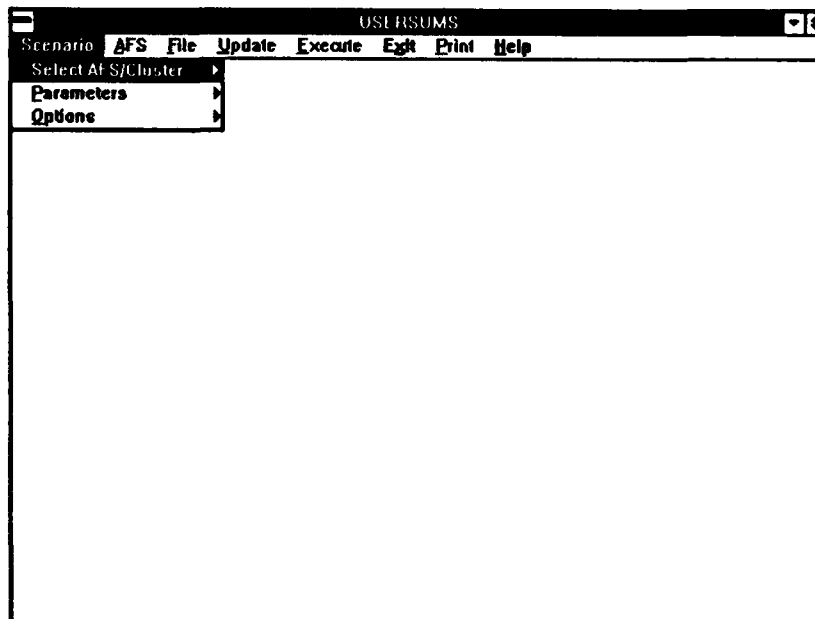 USERSUMS
Scenario AFS File Update Execute Exit Print Help
Select AFS/Cluster
Parameters
Options